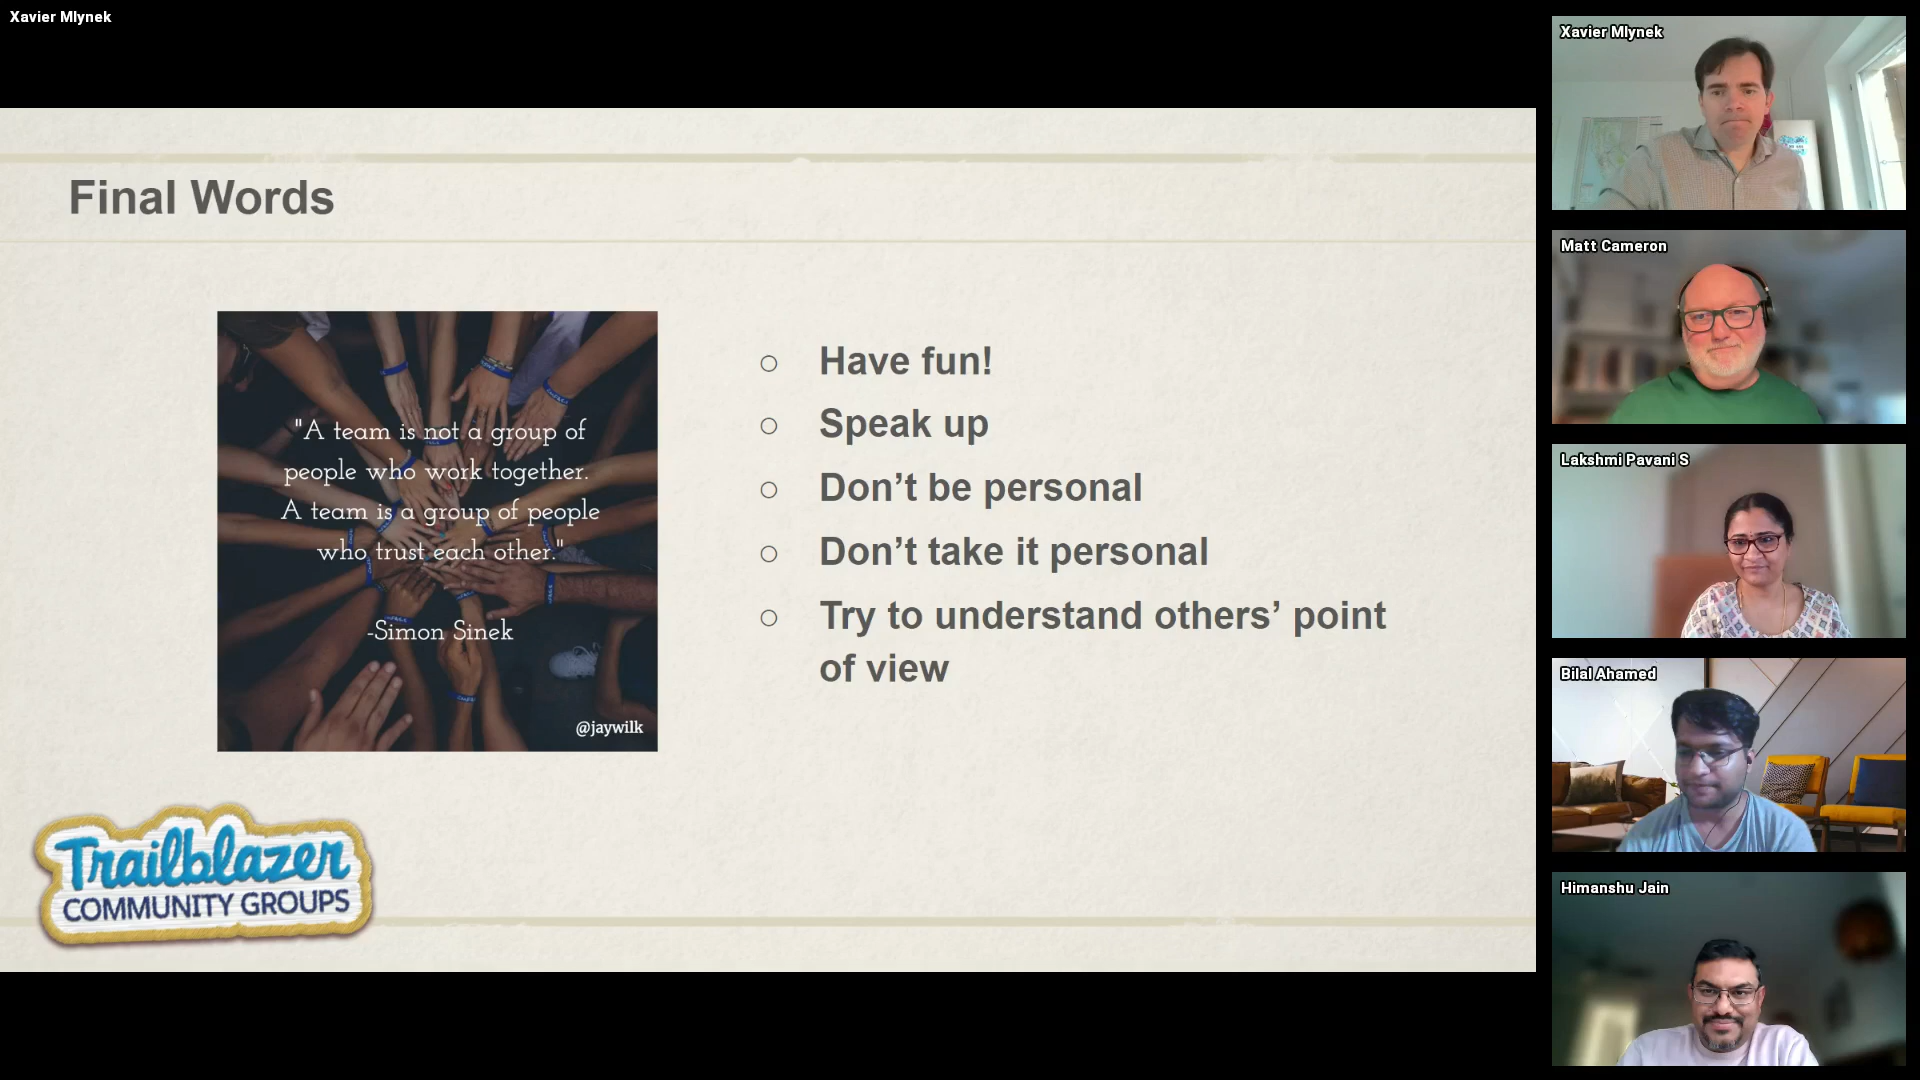 Xavier Mlynek
Final Words
"A team is not a group of
people who work together.
A team is a group of people
who trust each other."
-Simon Sinek
@jaywilk
○ Have fun!
○ Speak up
○ Don’t be personal
○ Don’t take it personal
○ Try to understand others’ point
of view
Trailblazer
COMMUNITY GROUPS
Xavier Mlynek
Matt Cameron
Lakshmi Pavani S
Bilal Ahamed
Himanshu Jain